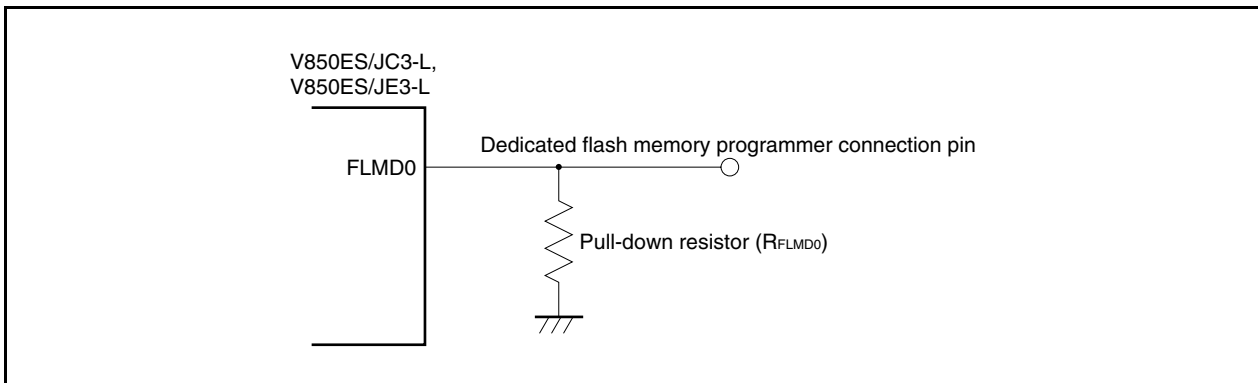 V850ES/JC3-L,
V850ES/JE3-L
Dedicated flash memory programmer connection pin
FLMD0
Pull-down resistor (RFLMD0)